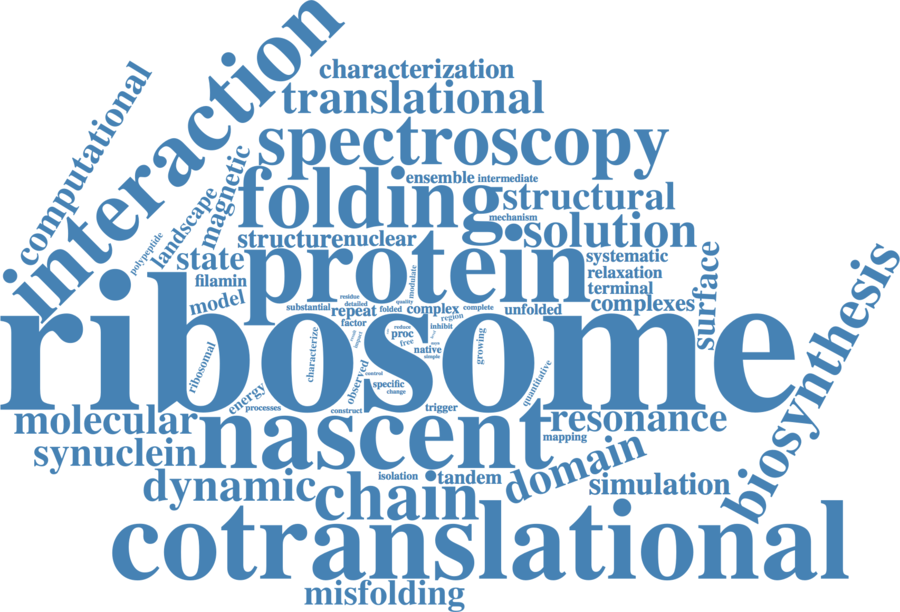 interaction
computational
characterization
translational
spectroscopy
magnetic
landscape
polypeptide
ensemble
intermediate
folding
structural
mechanism
solution
structure
nuclear
state
protein
systematic
relaxation
filamin
modulate
terminal
model
complexes
surface
biosynthesis
residue
detailed
quality
substantial
repeat
folded
complex
complete
unfolded
region
factor
inhibit
reduce
proc
free
ribosome
ribosomal
characterize
native
simple
growing
observed
control
specific
change
quantitative
energy
processes
construct
trigger
molecular
nascent
resonance
mapping
synuclein
domain
isolation
tandem
dynamic
chain
simulation
cotranslational
misfolding